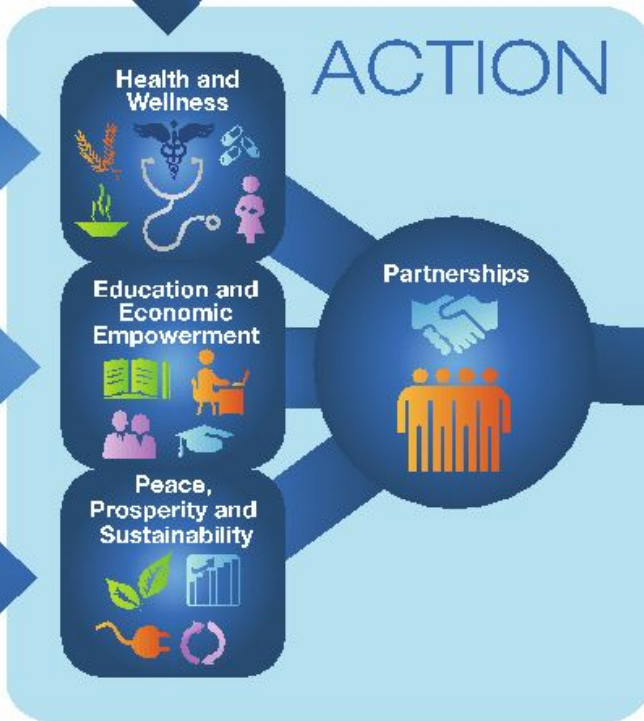 ACTION
Health and
Wellness
Education and
Economic
Empowerment
Peace,
Prosperity and
Sustainability
Partnerships